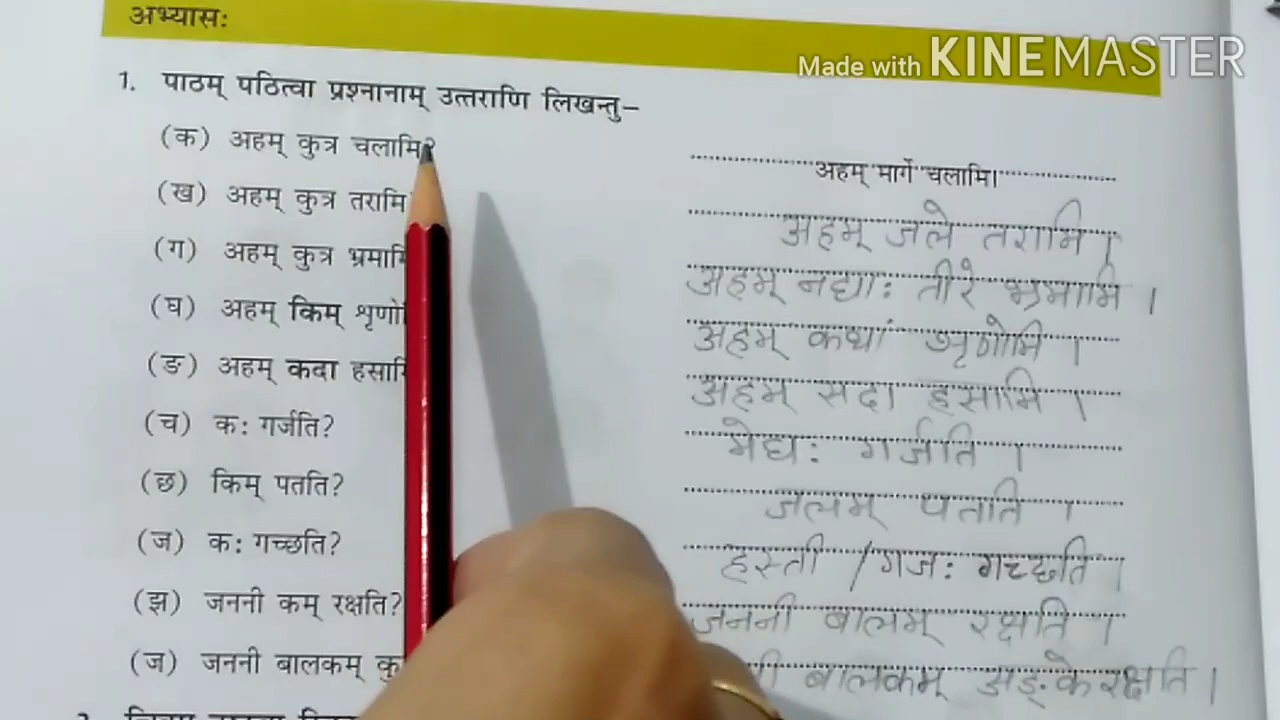 अभ्यासः
Made with KINEMASTER
1. पाठम् पठित्वा प्रश्नानाम् उत्तराणि लिखन्तु–
(क) अहम् कुत्र चलामि?
अहम् मार्गे चलामि।
(ख) अहम् कुत्र तरामि
अहम् जले तरामि ।
(ग) अहम् कुत्र
अहम् नद्याः तीरे भ्रमामि ।
(घ) अहम् किम्
अहम् कथां शृणोमि ।
(ङ) अहम् कदा
अहम् सदा हसामि ।
(च) कः गर्जति?
मेघः गर्जति ।
(छ) किम् पतति?
जलम् पतति ।
(ज) कः गच्छति?
हस्ती / गजः गच्छति ।
(झ) जननी कम् रक्षति?
जननी बालम् रक्षति ।
(ज) जननी बालकम्
बालकम् अङ्के रक्षति ।